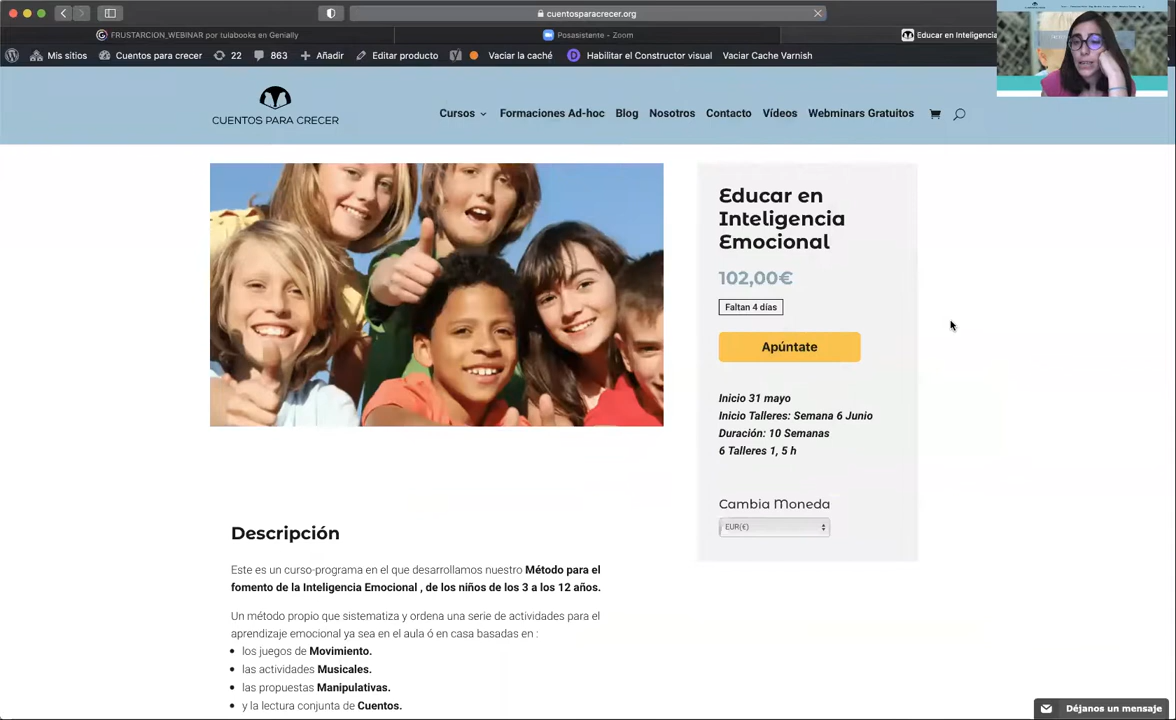 cuentosparacrecer.org
FRUSTARCION_WEBINAR por tulabooks en Genially
Posasistente - Zoom
Educar en Inteligencia
Mis sitios
Cuentos para crecer
22
863
Añadir
Editar producto
Vaciar la caché
Habilitar el Constructor visual
Vaciar Cache Varnish
CUENTOS PARA CRECER
Cursos
Formaciones Ad-hoc
Blog
Nosotros
Contacto
Vídeos
Webminars Gratuitos
Educar en
Inteligencia
Emocional
102,00€
Faltan 4 días
Apúntate
Inicio 31 mayo
Inicio Talleres: Semana 6 Junio
Duración: 10 Semanas
6 Talleres 1, 5 h
Cambia Moneda
EUR(€)
Descripción
Este es un curso-programa en el que desarrollamos nuestro Método para el
fomento de la Inteligencia Emocional , de los niños de los 3 a los 12 años.
Un método propio que sistematiza y ordena una serie de actividades para el
aprendizaje emocional ya sea en el aula ó en casa basadas en :
los juegos de Movimiento.
las actividades Musicales.
las propuestas Manipulativas.
y la lectura conjunta de Cuentos.
Déjanos un mensaje